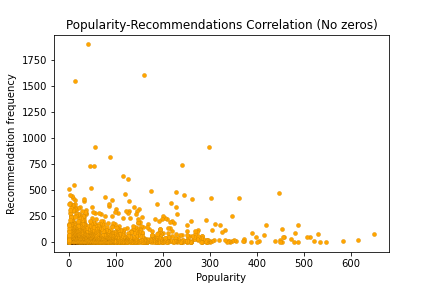 Popularity-Recommendations Correlation (No zeros)
Recommendation frequency
1750
1500
1250
1000
750
500
250
0
0 100 200 300 400 500 600
Popularity